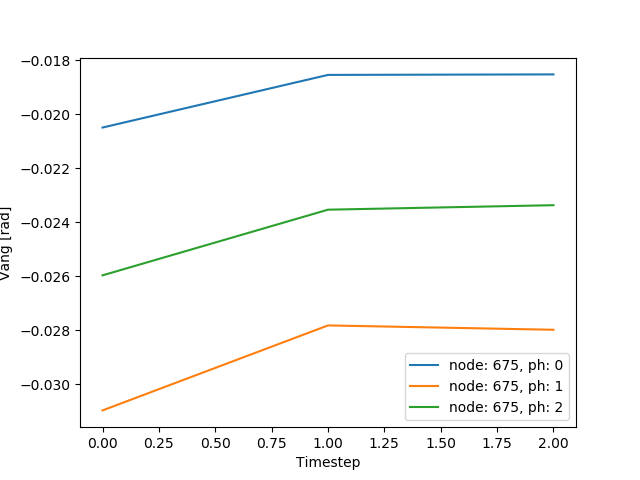 −0.018
−0.020
−0.022
−0.024
−0.026
−0.028
−0.030
Vang [rad]
0.00 0.25 0.50 0.75 1.00 1.25 1.50 1.75 2.00
Timestep
node: 675, ph: 0
node: 675, ph: 1
node: 675, ph: 2